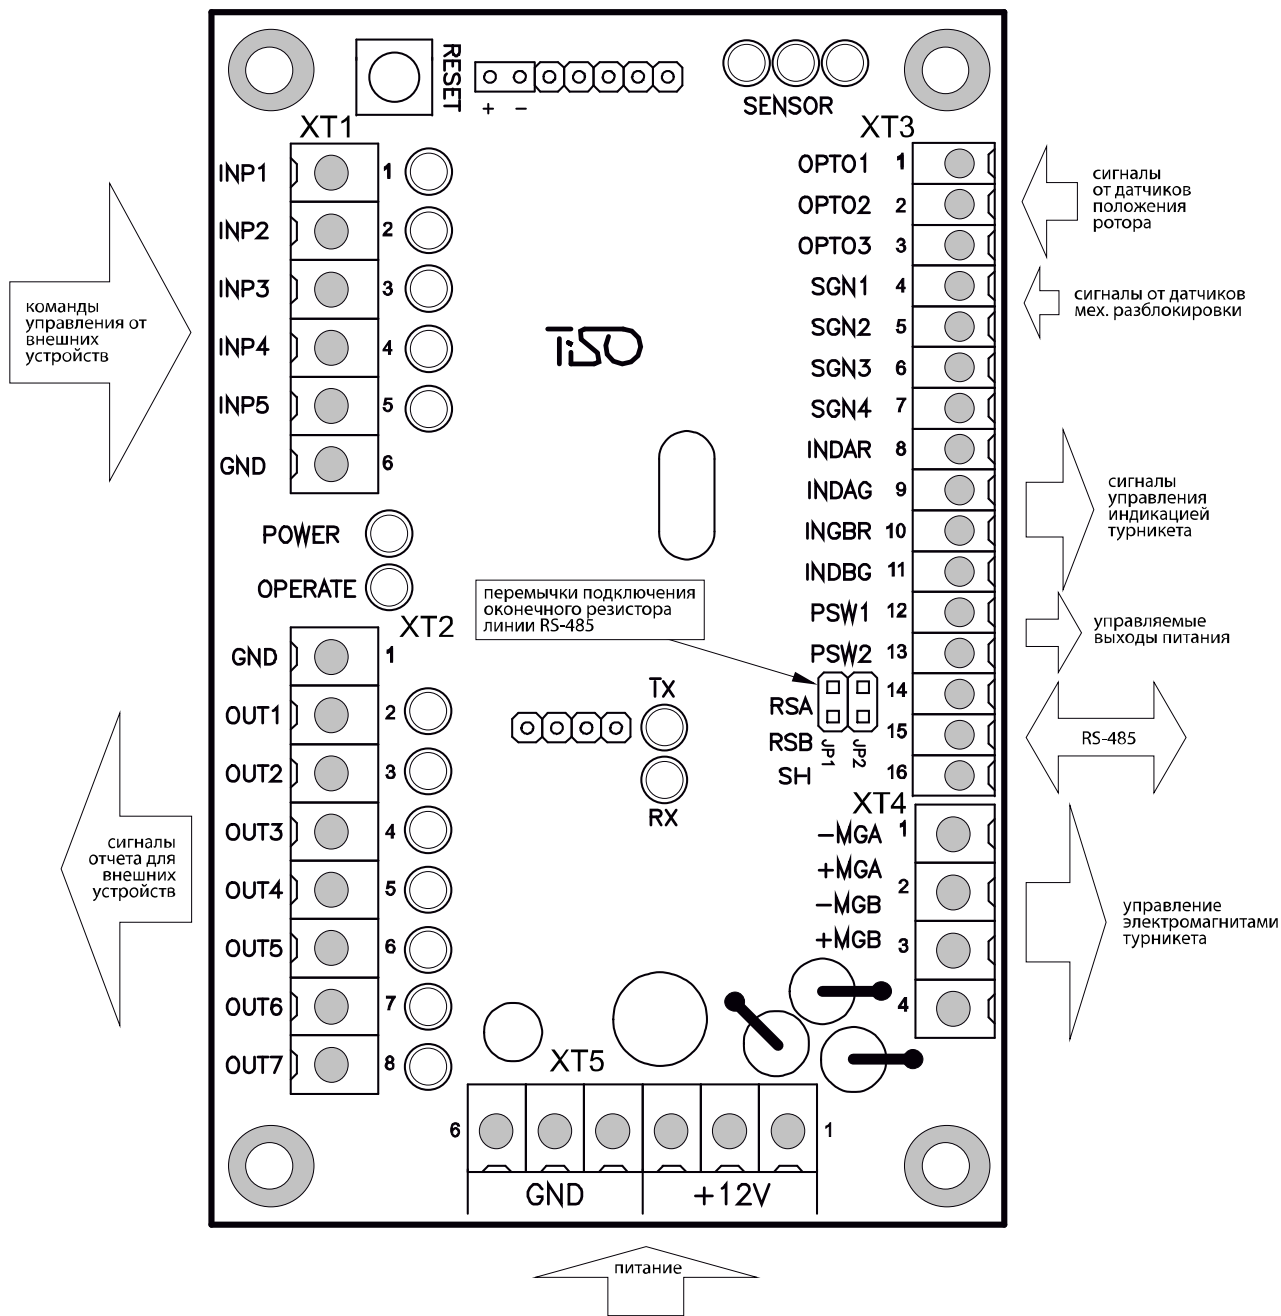 RESET
+ −
SENSOR
XT1
INP1 1
INP2 2
INP3 3
INP4 4
INP5 5
GND 6
команды
управления от
внешних
устройств
POWER
OPERATE
XT2
GND 1
OUT1 2
OUT2 3
OUT3 4
OUT4 5
OUT5 6
OUT6 7
OUT7 8
сигналы
отчета для
внешних
устройств
TiSO
перемычки подключения
оконечного резистора
линии RS-485
TX
RX
JP1
JP2
XT3
OPTO1 1
OPTO2 2
OPTO3 3
SGN1 4
SGN2 5
SGN3 6
SGN4 7
INDAR 8
INDAG 9
INGBR 10
INDBG 11
PSW1 12
PSW2 13
RSA 14
RSB 15
SH 16
сигналы
от датчиков
положения
ротора
сигналы от датчиков
мех. разблокировки
сигналы
управления
индикацией
турникета
управляемые
выходы питания
RS-485
XT4
−MGA 1
+MGA 2
−MGB 3
+MGB 4
управление
электромагнитами
турникета
XT5
6 1
GND +12V
питание